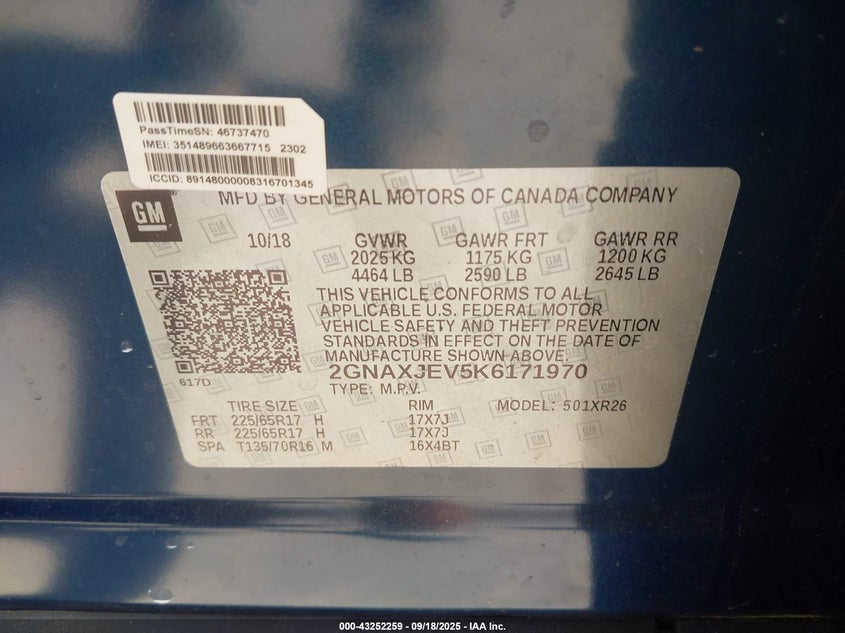 PassTimeSN: 46737470
IMEI: 351489663667715 2302
ICCID: 89148000008316701345
GM
MFD BY GENERAL MOTORS OF CANADA COMPANY
10/18 GVWR GAWR FRT GAWR RR
2025 KG 1175 KG 1200 KG
4464 LB 2590 LB 2645 LB
THIS VEHICLE CONFORMS TO ALL
APPLICABLE U.S. FEDERAL MOTOR
VEHICLE SAFETY AND THEFT PREVENTION
STANDARDS IN EFFECT ON THE DATE OF
MANUFACTURE SHOWN ABOVE.
617D
2GNAXJEV5K6171970
TYPE: M.P.V.
TIRE SIZE RIM MODEL: 501XR26
FRT 225/65R17 H 17X7J
RR 225/65R17 H 17X7J
SPA T135/70R16 M 16X4BT
000-43252259 - 09/18/2025 - IAA Inc.